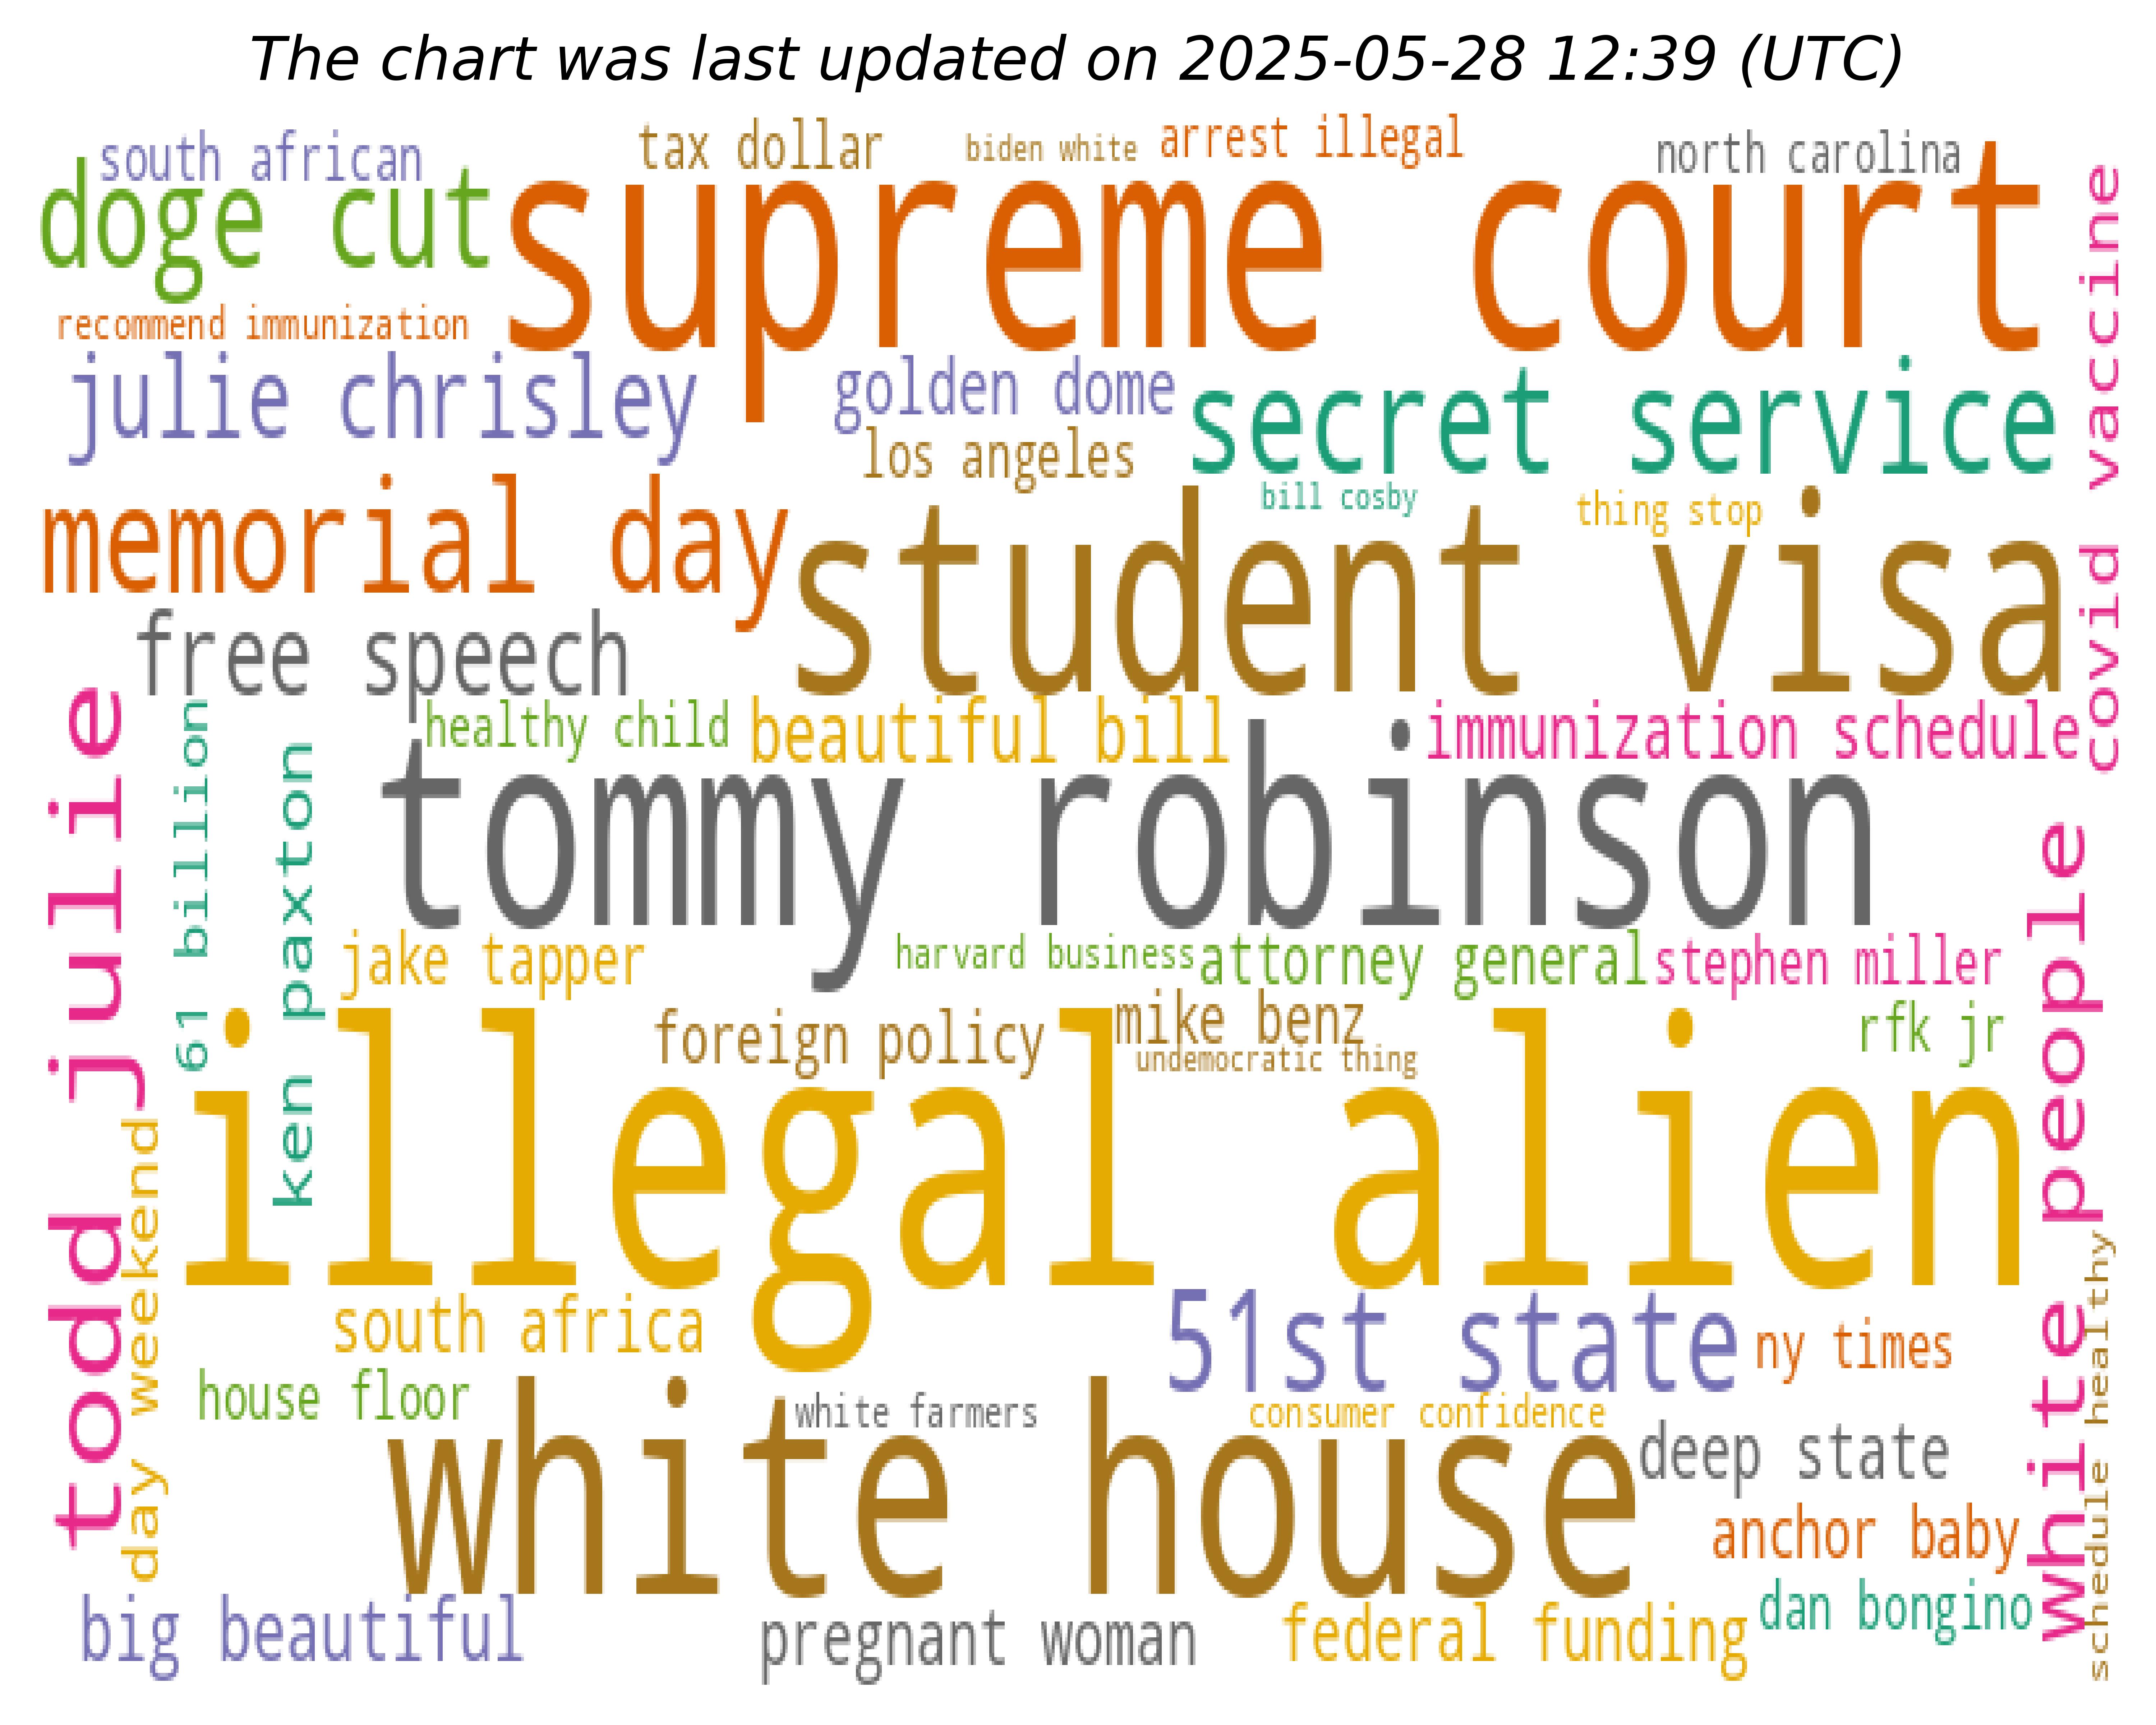 The chart was last updated on 2025-05-28 12:39 (UTC)
south african
tax dollar
biden white
arrest illegal
north carolina
doge cut
supreme court
covid vaccine
recommend immunization
julie chrisley
golden dome
secret service
los angeles
memorial day
bill cosby
thing stop
student visa
free speech
todd julie
61 billion
ken paxton
healthy child
beautiful bill
immunization schedule
tommy robinson
white people
jake tapper
harvard business
attorney general
stephen miller
foreign policy
mike benz
undemocratic thing
rfk jr
illegal alien
day weekend
schedule healthy
south africa
51st state
ny times
house floor
white farmers
consumer confidence
white house
deep state
anchor baby
big beautiful
pregnant woman
federal funding
dan bongino